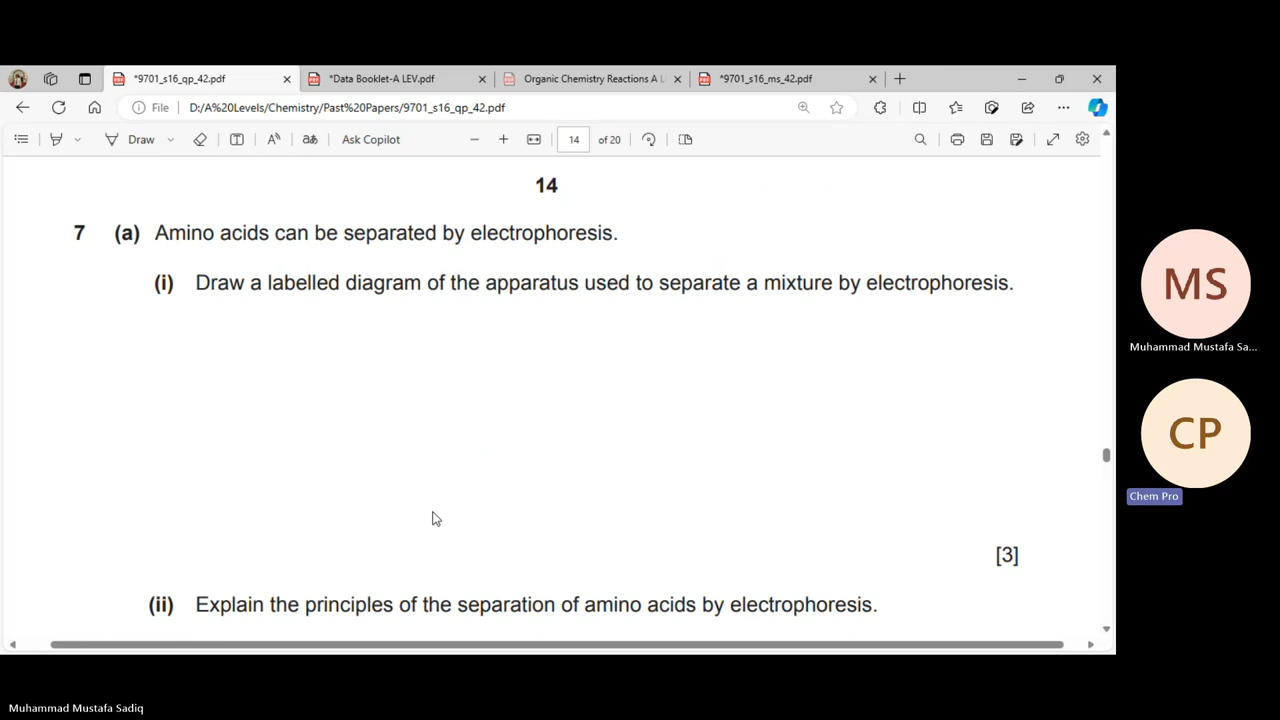 *9701_s16_qp_42.pdf
*Data Booklet-A LEV.pdf
Organic Chemistry Reactions A L
*9701_s16_ms_42.pdf
File
D:/A%20Levels/Chemistry/Past%20Papers/9701_s16_qp_42.pdf
Draw
aあ
Ask Copilot
14
of 20
14
7 (a) Amino acids can be separated by electrophoresis.
(i) Draw a labelled diagram of the apparatus used to separate a mixture by electrophoresis.
[3]
(ii) Explain the principles of the separation of amino acids by electrophoresis.
MS
Muhammad Mustafa Sa...
CP
Chem Pro
Muhammad Mustafa Sadiq